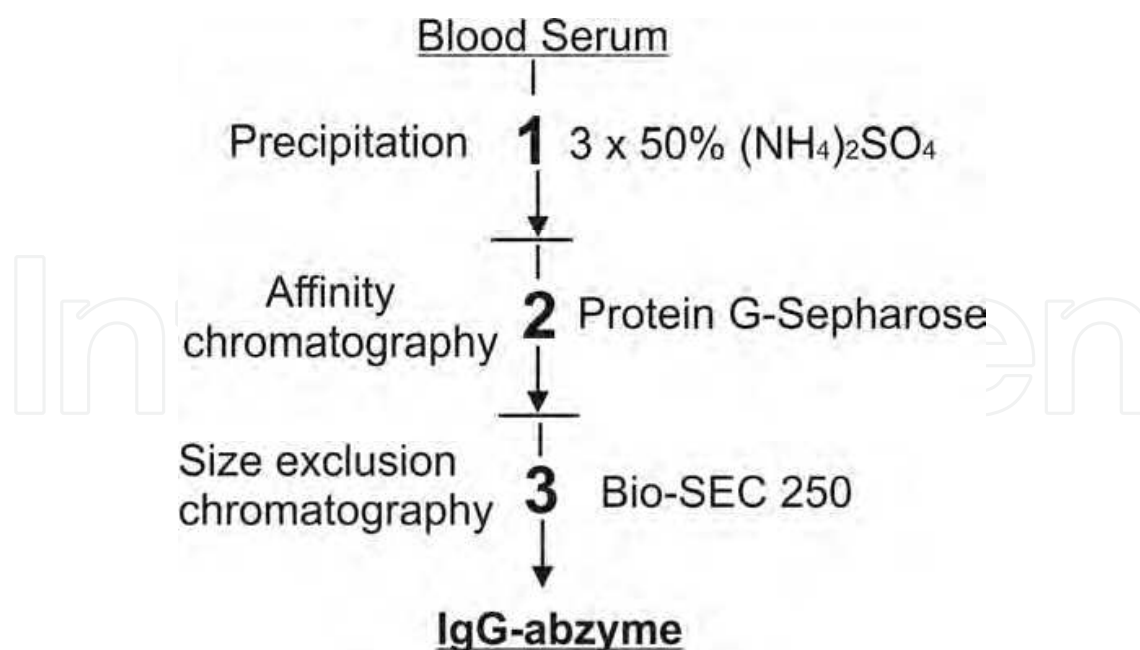 Blood Serum
Precipitation 1 3 x 50% (NH₄)₂SO₄
Affinity
chromatography 2 Protein G-Sepharose
Size exclusion
chromatography 3 Bio-SEC 250
IgG-abzyme